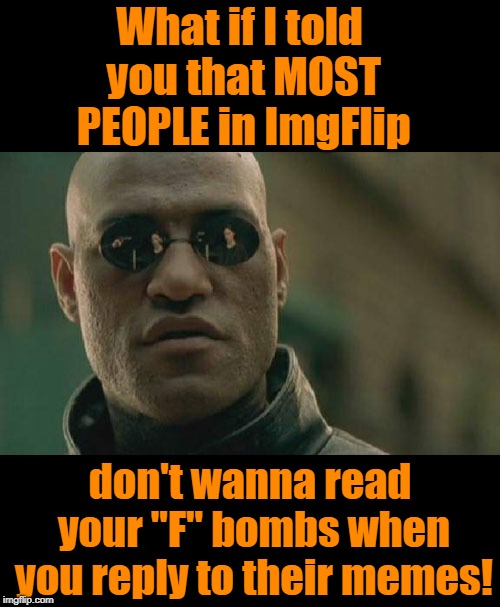 What if I told
you that MOST
PEOPLE in ImgFlip
don't wanna read
your "F" bombs when
you reply to their memes!
imgflip.com